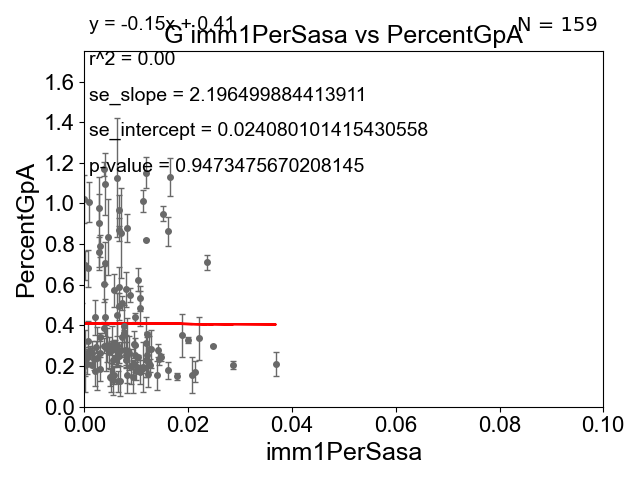 y = -0.15x + 0.41
N = 159
G imm1PerSasa vs PercentGpA
r^2 = 0.00
se_slope = 2.196499884413911
se_intercept = 0.024080101415430558
p-value = 0.9473475670208145
PercentGpA
1.6
1.4
1.2
1.0
0.8
0.6
0.4
0.2
0.0
0.00 0.02 0.04 0.06 0.08 0.10
imm1PerSasa